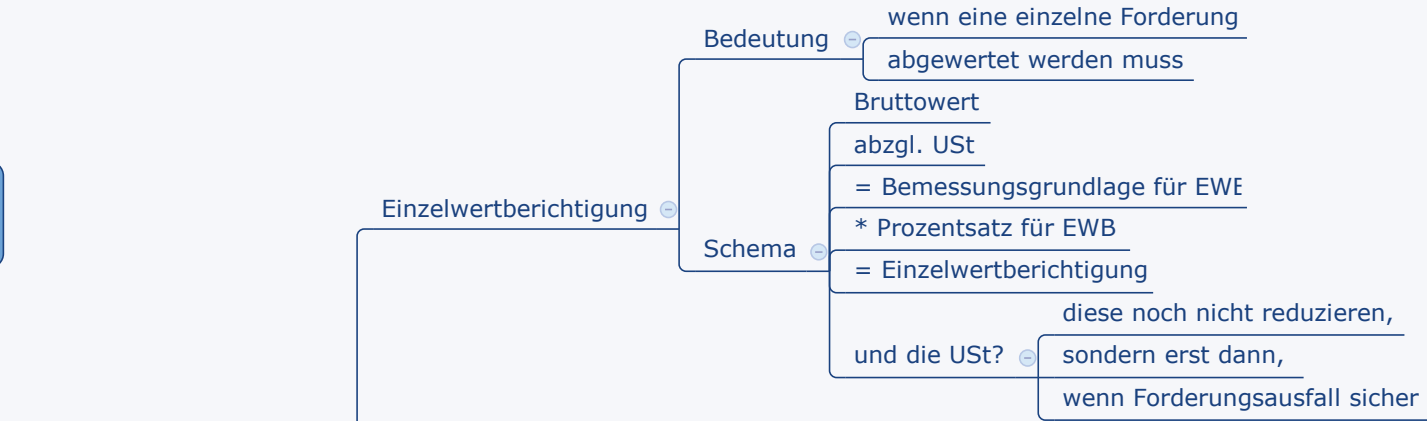 wenn eine einzelne Forderung
Bedeutung
abgewertet werden muss
Bruttowert
abzgl. USt
= Bemessungsgrundlage für EWB
Einzelwertberichtigung
* Prozentsatz für EWB
Schema
= Einzelwertberichtigung
diese noch nicht reduzieren,
und die USt?
sondern erst dann,
wenn Forderungsausfall sicher